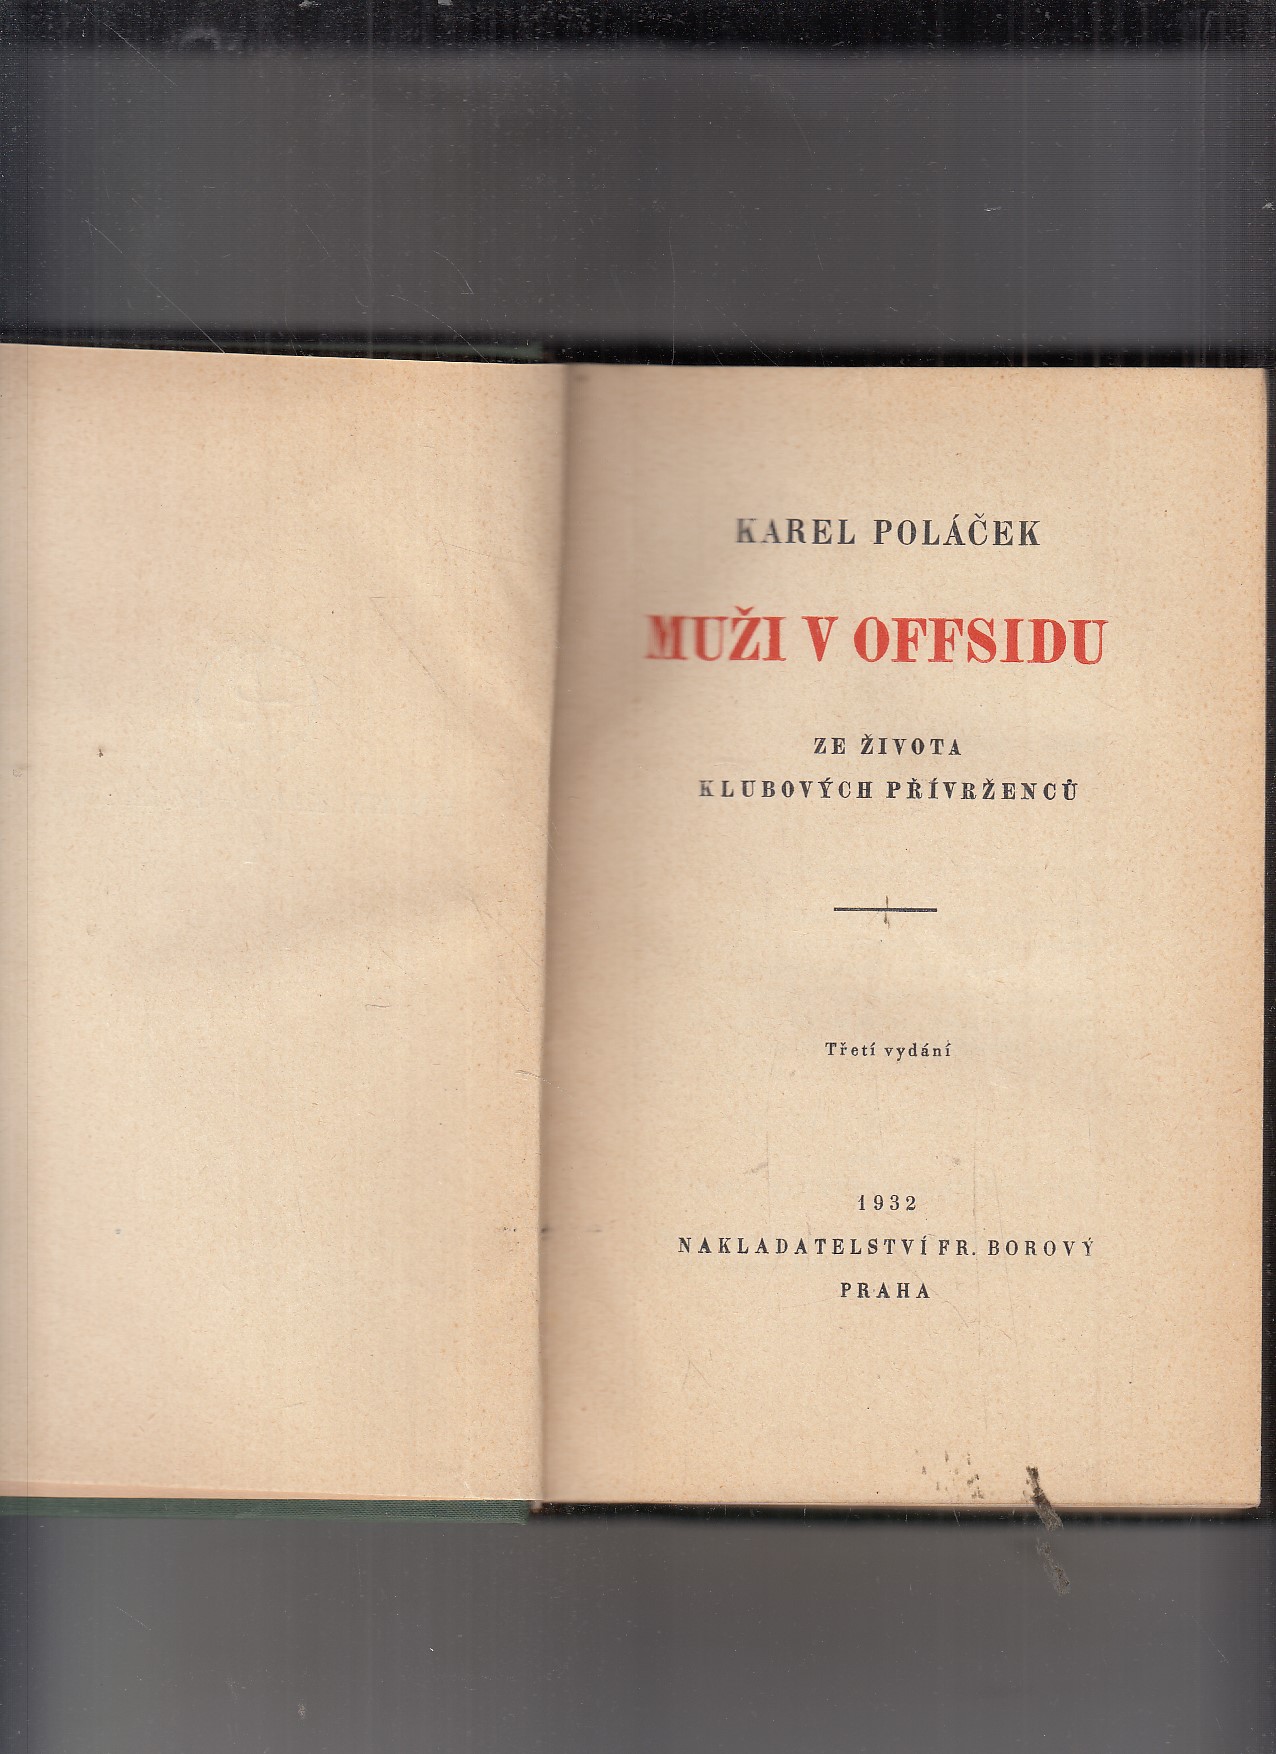 KAREL POLÁČEK
MUŽI V OFFSIDU
ZE ŽIVOTA
KLUBOVÝCH PŘÍVRŽENCŮ
Třetí vydání
1932
NAKLADATELSTVÍ FR. BOROVÝ
PRAHA